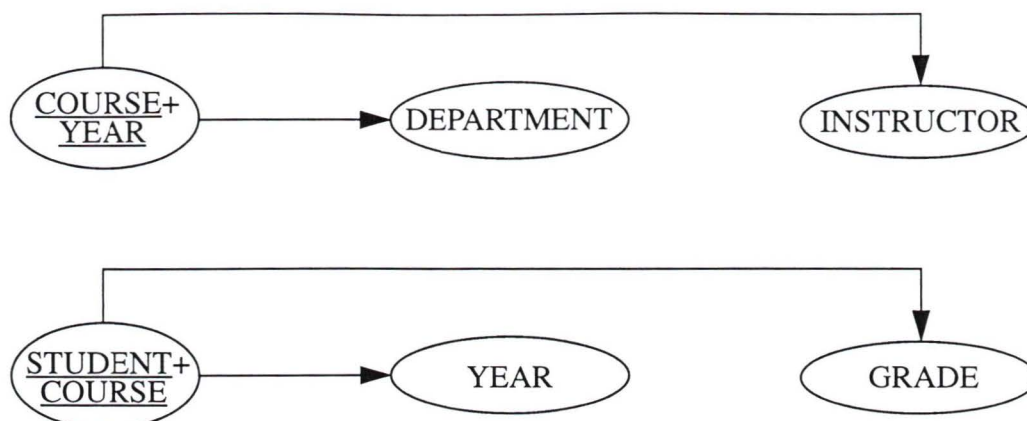 COURSE+
YEAR
DEPARTMENT
INSTRUCTOR
STUDENT+
COURSE
YEAR
GRADE